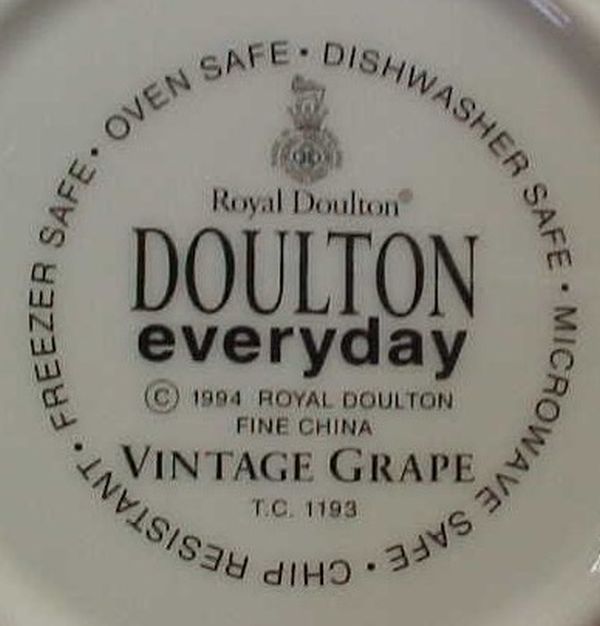 OVEN SAFE • DISHWASHER SAFE • MICROWAVE SAFE • CHIP RESISTANT • FREEZER SAFE •
Royal Doulton®
DOULTON
everyday
© 1994 ROYAL DOULTON
FINE CHINA
VINTAGE GRAPE
T.C. 1193